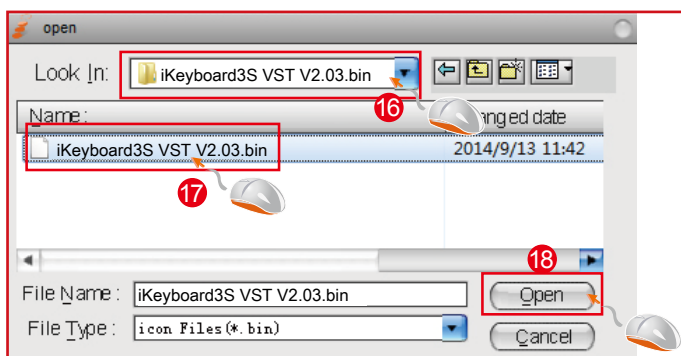 open
Look In: iKeyboard3S VST V2.03.bin
16
Name: anged date
iKeyboard3S VST V2.03.bin 2014/9/13 11:42
17
18
File Name : iKeyboard3S VST V2.03.bin Open
File Type : icon Files(*.bin) Cancel